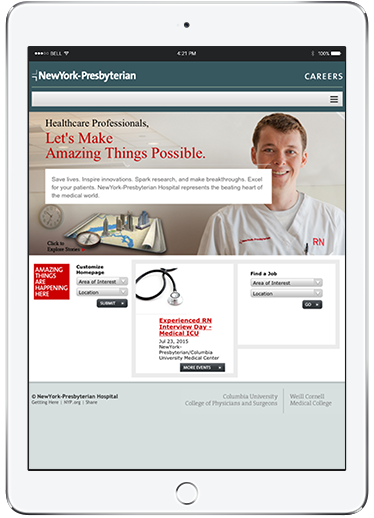 BELL 4:21 PM 100%
NewYork-Presbyterian CAREERS
Healthcare Professionals,
Let's Make
Amazing Things Possible.
Save lives. Inspire innovations. Spark research, and make breakthroughs. Excel
for your patients. NewYork-Presbyterian Hospital represents the beating heart of
the medical world.
NewYork-Presbyterian
RN
Click to
Explore Stories
AMAZING
THINGS
ARE
HAPPENING
HERE
Customize
Homepage
Area of Interest
Location
SUBMIT
Experienced RN
Interview Day -
Medical ICU
Jul 23, 2015
NewYork-
Presbyterian/Columbia
University Medical Center
MORE EVENTS
Find a Job
Area of Interest
Location
GO
© NewYork-Presbyterian Hospital
Getting Here | NYP.org | Share
Columbia University
College of Physicians and Surgeons
Weill Cornell
Medical College